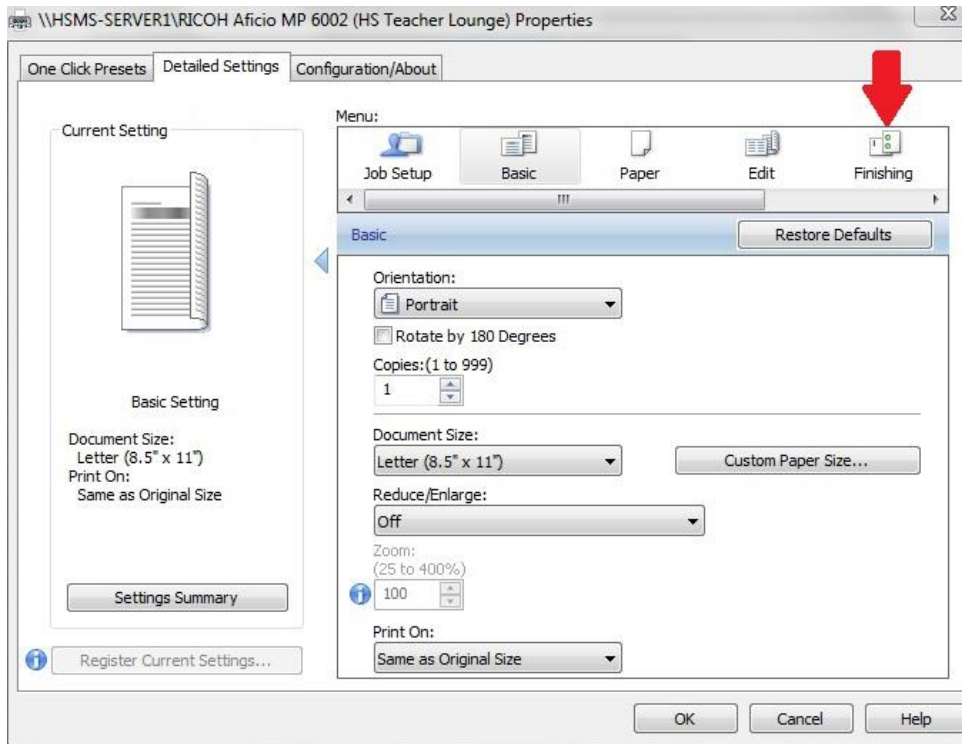 \\HSMS-SERVER1\RICOH Aficio MP 6002 (HS Teacher Lounge) Properties
One Click Presets Detailed Settings Configuration/About
Current Setting
Basic Setting
Document Size:
Letter (8.5" x 11")
Print On:
Same as Original Size
Settings Summary
Register Current Settings...
Menu:
Job Setup Basic Paper Edit Finishing
Basic Restore Defaults
Orientation:
Portrait
Rotate by 180 Degrees
Copies:(1 to 999)
1
Document Size:
Letter (8.5" x 11") Custom Paper Size...
Reduce/Enlarge:
Off
Zoom:
(25 to 400%)
100
Print On:
Same as Original Size
OK Cancel Help